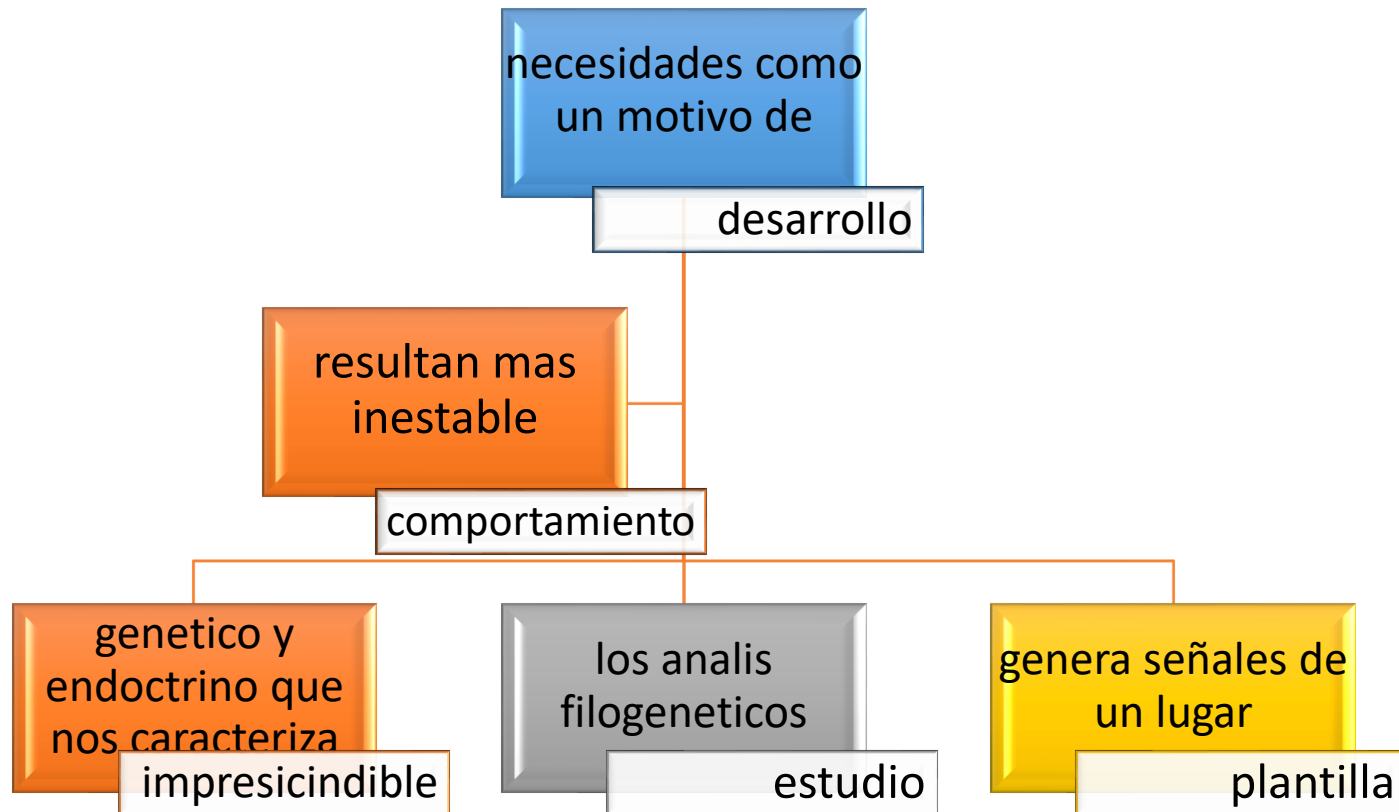 necesidades como
un motivo de
desarrollo
resultan mas
inestable
comportamiento
genetico y
endoctrino que
nos caracteriza
impresicindible
los analis
filogeneticos
estudio
genera señales de
un lugar
plantilla